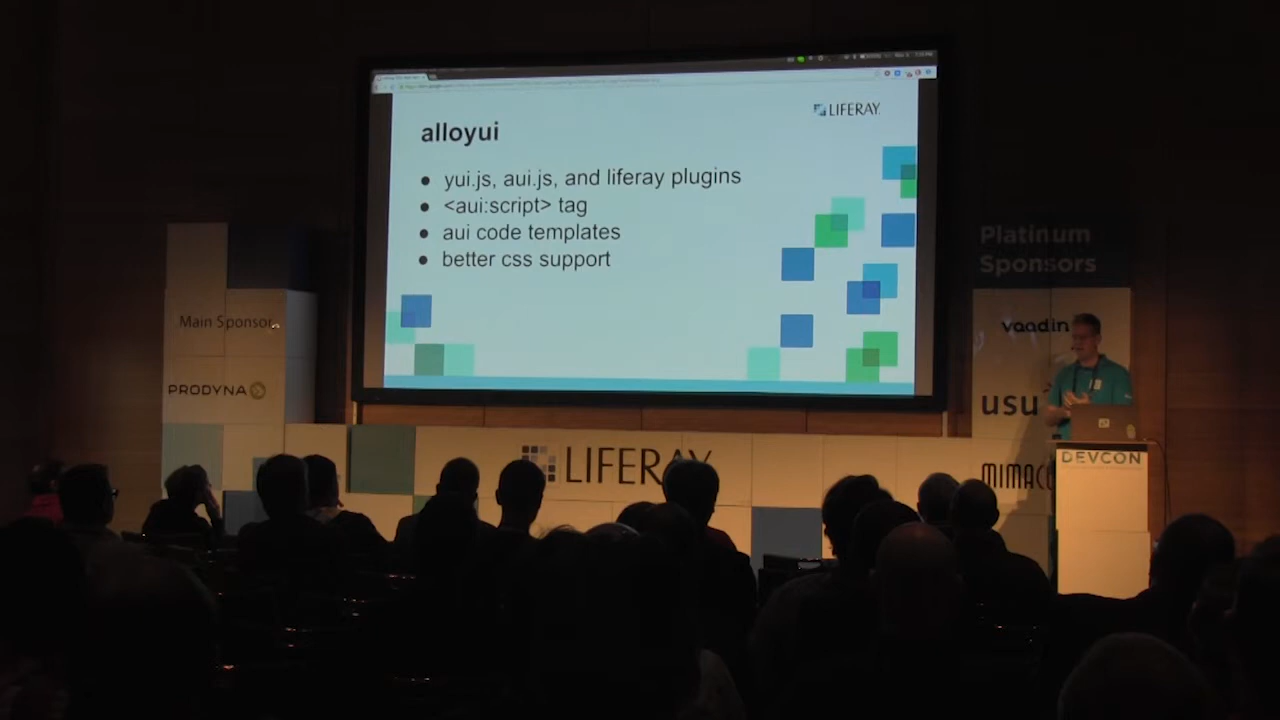 LIFERAY.
alloyui
● yui.js, aui.js, and liferay plugins
● <aui:script> tag
● aui code templates
● better css support
Platinum
Sponsors
Main Sponsor
PRODYNA
vaadin
usu
LIFERAY
DEVCON